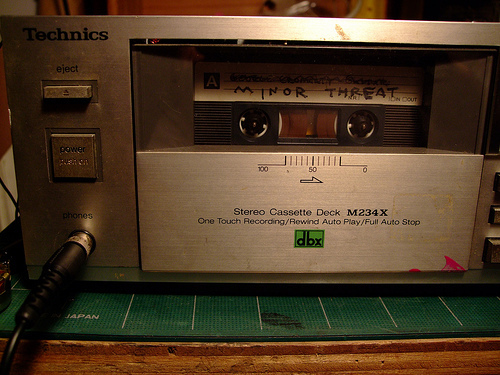 Technics
eject
A
MINOR THREAT
power
phones
100 50 0
Stereo Cassette Deck M234X
One Touch Recording/Rewind Auto Play/Full Auto Stop
dbx
JAPAN